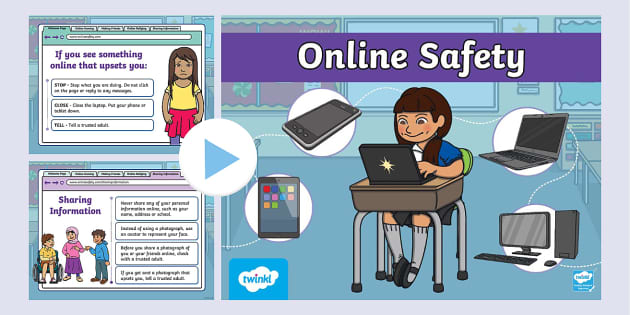 If you see something
online that upsets you:
STOP - Stop what you are doing. Do not click
on the page or reply to any messages.
CLOSE - Close the laptop. Put your phone or
tablet down.
TELL - Tell a trusted adult.
Sharing
Information
Never share any of your personal
information online, such as your
name, address or school.
Instead of using a photograph, use
an avatar to represent your face.
Before you share a photograph of
you or your friends online, check
with a trusted adult.
If you get sent a photograph that
upsets you, tell a trusted adult.
Online Safety
twinkl
twinkl